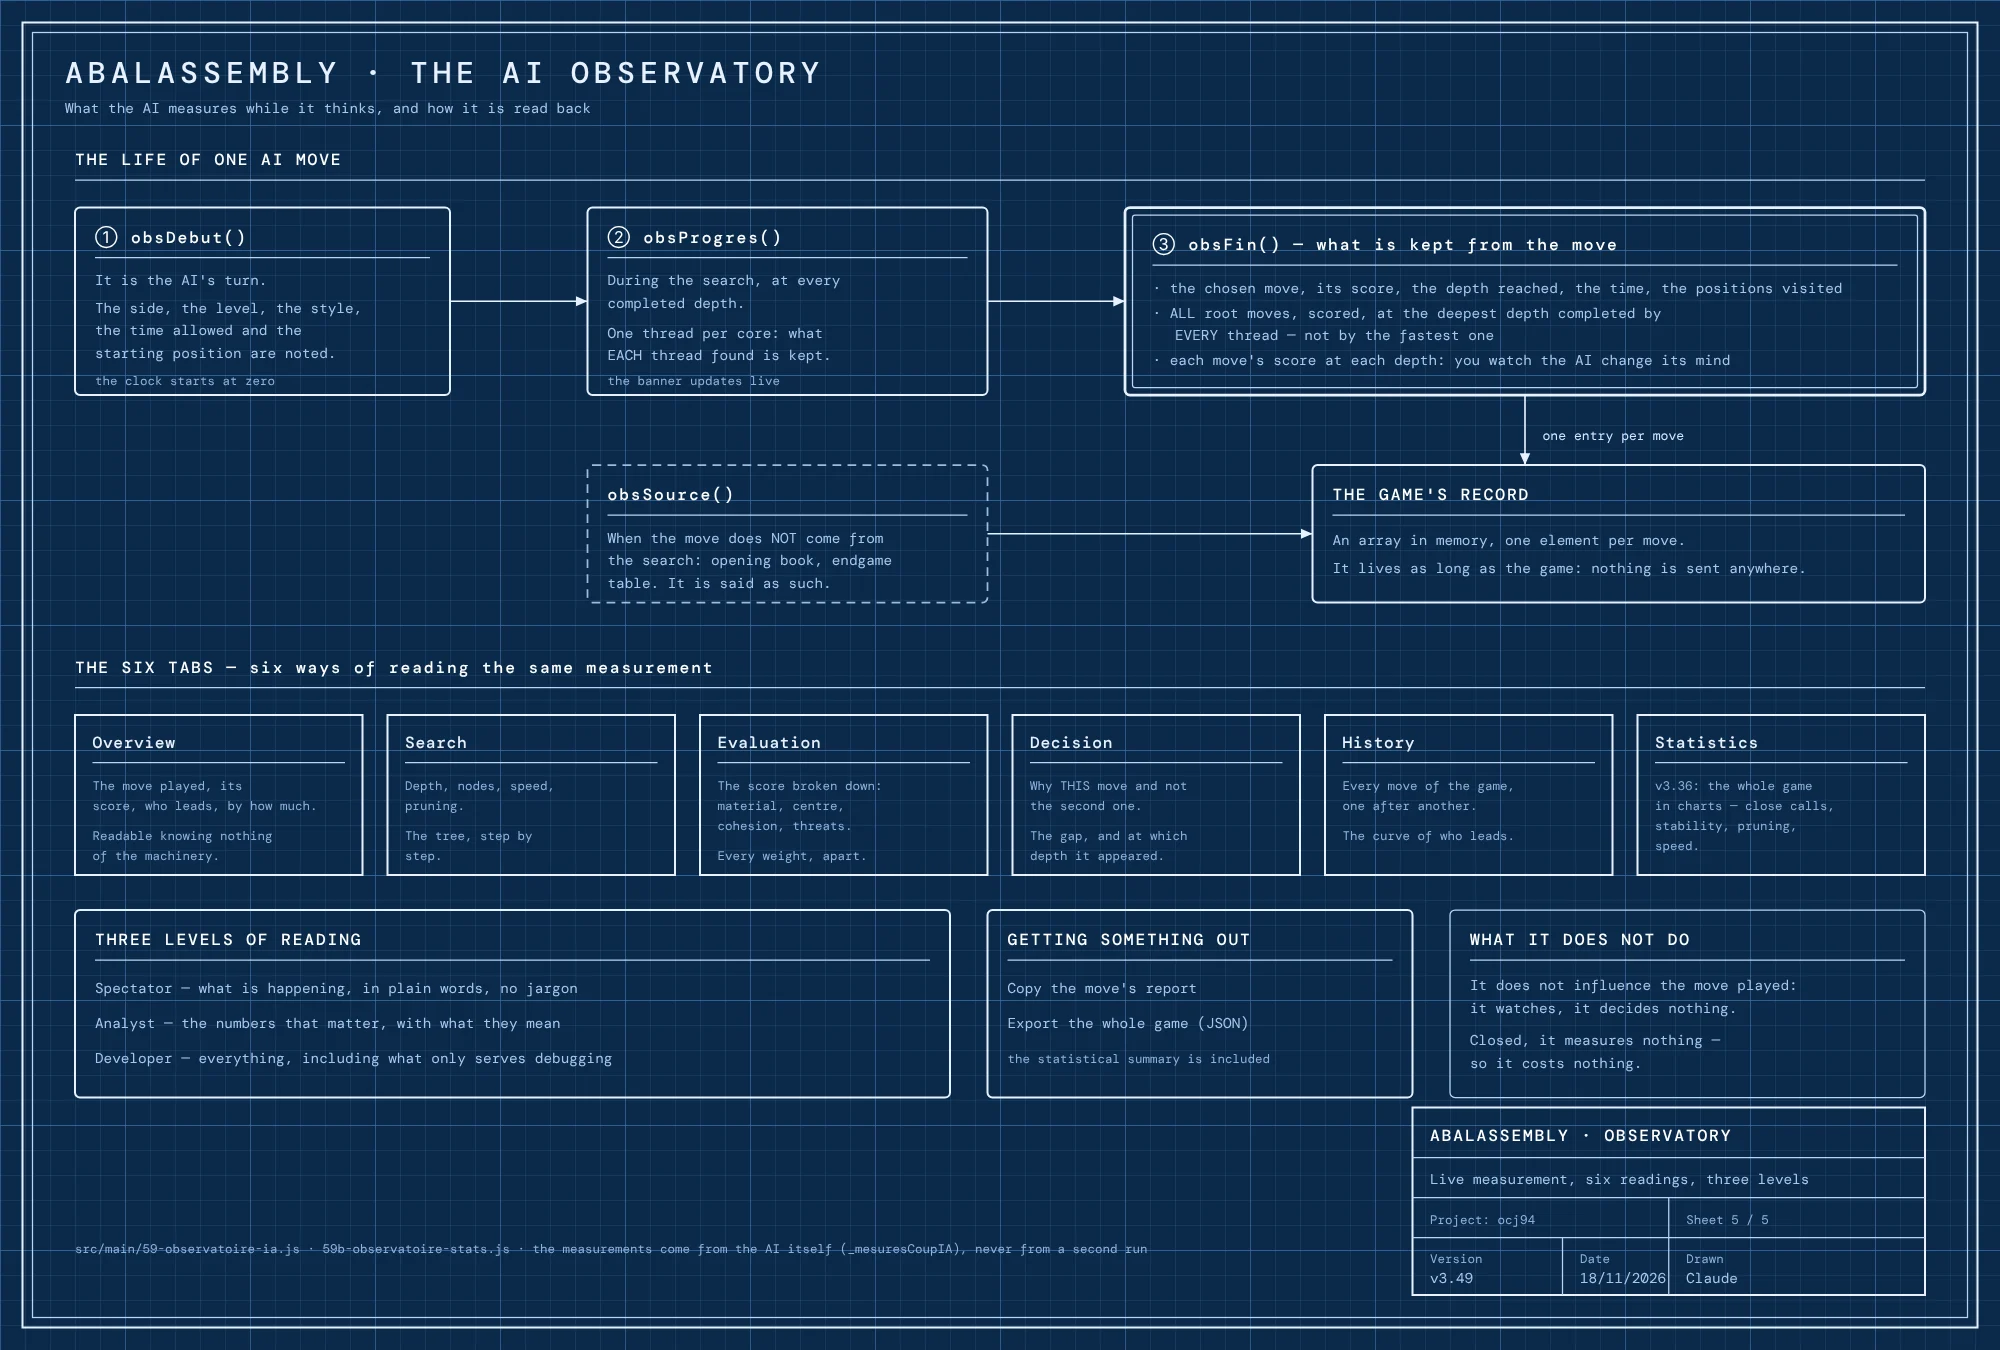 ABALASSEMBLY · THE AI OBSERVATORY
What the AI measures while it thinks, and how it is read back
THE LIFE OF ONE AI MOVE
① obsDebut()
It is the AI's turn.
The side, the level, the style,
the time allowed and the
starting position are noted.
the clock starts at zero
② obsProgres()
During the search, at every
completed depth.
One thread per core: what
EACH thread found is kept.
the banner updates live
③ obsFin() — what is kept from the move
· the chosen move, its score, the depth reached, the time, the positions visited
· ALL root moves, scored, at the deepest depth completed by
EVERY thread — not by the fastest one
· each move's score at each depth: you watch the AI change its mind
one entry per move
obsSource()
When the move does NOT come from
the search: opening book, endgame
table. It is said as such.
THE GAME'S RECORD
An array in memory, one element per move.
It lives as long as the game: nothing is sent anywhere.
THE SIX TABS — six ways of reading the same measurement
Overview
The move played, its
score, who leads, by how much.
Readable knowing nothing
of the machinery.
Search
Depth, nodes, speed,
pruning.
The tree, step by
step.
Evaluation
The score broken down:
material, centre,
cohesion, threats.
Every weight, apart.
Decision
Why THIS move and not
the second one.
The gap, and at which
depth it appeared.
History
Every move of the game,
one after another.
The curve of who leads.
Statistics
v3.36: the whole game
in charts — close calls,
stability, pruning,
speed.
THREE LEVELS OF READING
Spectator — what is happening, in plain words, no jargon
Analyst — the numbers that matter, with what they mean
Developer — everything, including what only serves debugging
GETTING SOMETHING OUT
Copy the move's report
Export the whole game (JSON)
the statistical summary is included
WHAT IT DOES NOT DO
It does not influence the move played:
it watches, it decides nothing.
Closed, it measures nothing —
so it costs nothing.
ABALASSEMBLY · OBSERVATORY
Live measurement, six readings, three levels
Project: ocj94
Sheet 5 / 5
Version
v3.49
Date
18/11/2026
Drawn
Claude
src/main/59-observatoire-ia.js · 59b-observatoire-stats.js · the measurements come from the AI itself (_mesuresCoupIA), never from a second run